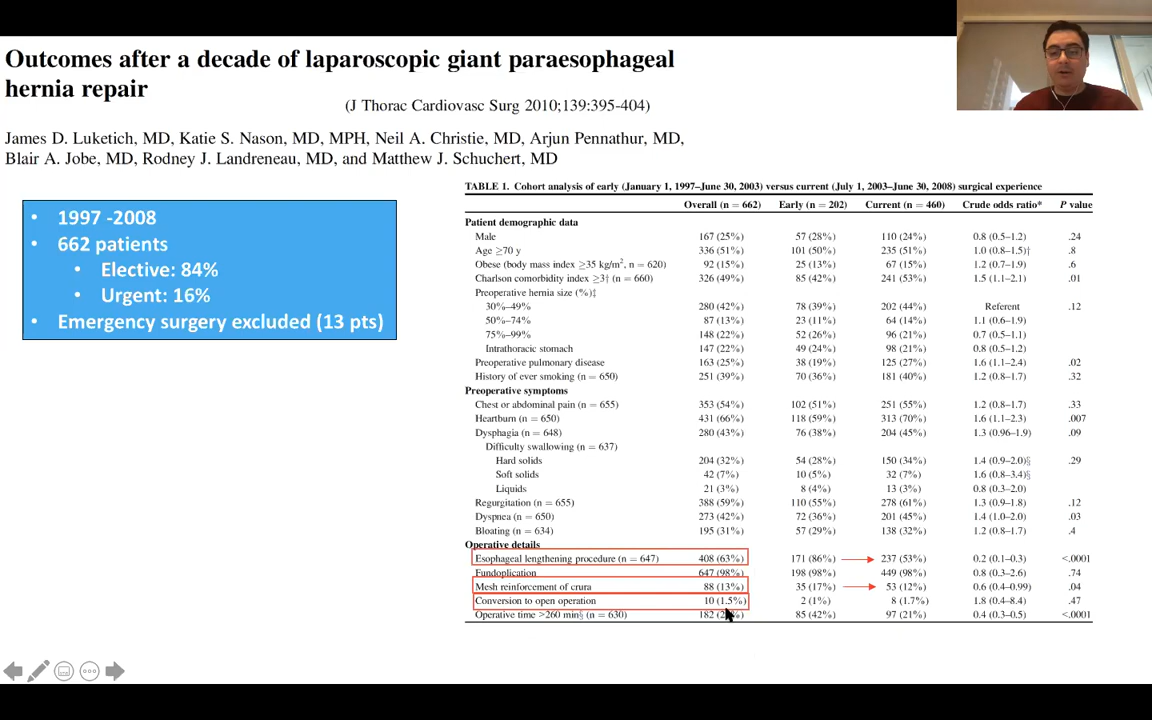 Outcomes after a decade of laparoscopic giant paraesophageal
hernia repair
(J Thorac Cardiovasc Surg 2010;139:395-404)
James D. Luketich, MD, Katie S. Nason, MD, MPH, Neil A. Christie, MD, Arjun Pennathur, MD,
Blair A. Jobe, MD, Rodney J. Landreneau, MD, and Matthew J. Schuchert, MD
• 1997 -2008
• 662 patients
• Elective: 84%
• Urgent: 16%
• Emergency surgery excluded (13 pts)
TABLE 1. Cohort analysis of early (January 1, 1997–June 30, 2003) versus current (July 1, 2003–June 30, 2008) surgical experience
Overall (n = 662) Early (n = 202) Current (n = 460) Crude odds ratio* P value
Patient demographic data
Male 167 (25%) 57 (28%) 110 (24%) 0.8 (0.5–1.2) .24
Age ≥70 y 336 (51%) 101 (50%) 235 (51%) 1.0 (0.8–1.5)† .8
Obese (body mass index ≥35 kg/m², n = 620) 92 (15%) 25 (13%) 67 (15%) 1.2 (0.7–1.9) .6
Charlson comorbidity index ≥3† (n = 660) 326 (49%) 85 (42%) 241 (53%) 1.5 (1.1–2.1) .01
Preoperative hernia size (%)‡
30%–49% 280 (42%) 78 (39%) 202 (44%) Referent .12
50%–74% 87 (13%) 23 (11%) 64 (14%) 1.1 (0.6–1.9)
75%–99% 148 (22%) 52 (26%) 96 (21%) 0.7 (0.5–1.1)
Intrathoracic stomach 147 (22%) 49 (24%) 98 (21%) 0.8 (0.5–1.2)
Preoperative pulmonary disease 163 (25%) 38 (19%) 125 (27%) 1.6 (1.1–2.4) .02
History of ever smoking (n = 650) 251 (39%) 70 (36%) 181 (40%) 1.2 (0.8–1.7) .32
Preoperative symptoms
Chest or abdominal pain (n = 655) 353 (54%) 102 (51%) 251 (55%) 1.2 (0.8–1.7) .33
Heartburn (n = 650) 431 (66%) 118 (59%) 313 (70%) 1.6 (1.1–2.3) .007
Dysphagia (n = 648) 280 (43%) 76 (38%) 204 (45%) 1.3 (0.96–1.9) .09
Difficulty swallowing (n = 637)
Hard solids 204 (32%) 54 (28%) 150 (34%) 1.4 (0.9–2.0)§ .29
Soft solids 42 (7%) 10 (5%) 32 (7%) 1.6 (0.8–3.4)§
Liquids 21 (3%) 8 (4%) 13 (3%) 0.8 (0.3–2.0)
Regurgitation (n = 655) 388 (59%) 110 (55%) 278 (61%) 1.3 (0.9–1.8) .12
Dyspnea (n = 650) 273 (42%) 72 (36%) 201 (45%) 1.4 (1.0–2.0) .03
Bloating (n = 634) 195 (31%) 57 (29%) 138 (32%) 1.2 (0.8–1.7) .4
Operative details
Esophageal lengthening procedure (n = 647) 408 (63%) 171 (86%) 237 (53%) 0.2 (0.1–0.3) <.0001
Fundoplication 647 (98%) 198 (98%) 449 (98%) 0.8 (0.3–2.6) .74
Mesh reinforcement of crura 88 (13%) 35 (17%) 53 (12%) 0.6 (0.4–0.99) .04
Conversion to open operation 10 (1.5%) 2 (1%) 8 (1.7%) 1.8 (0.4–8.4) .47
Operative time >260 min§ (n = 630) 182 85 (42%) 97 (21%) 0.4 (0.3–0.5) <.0001